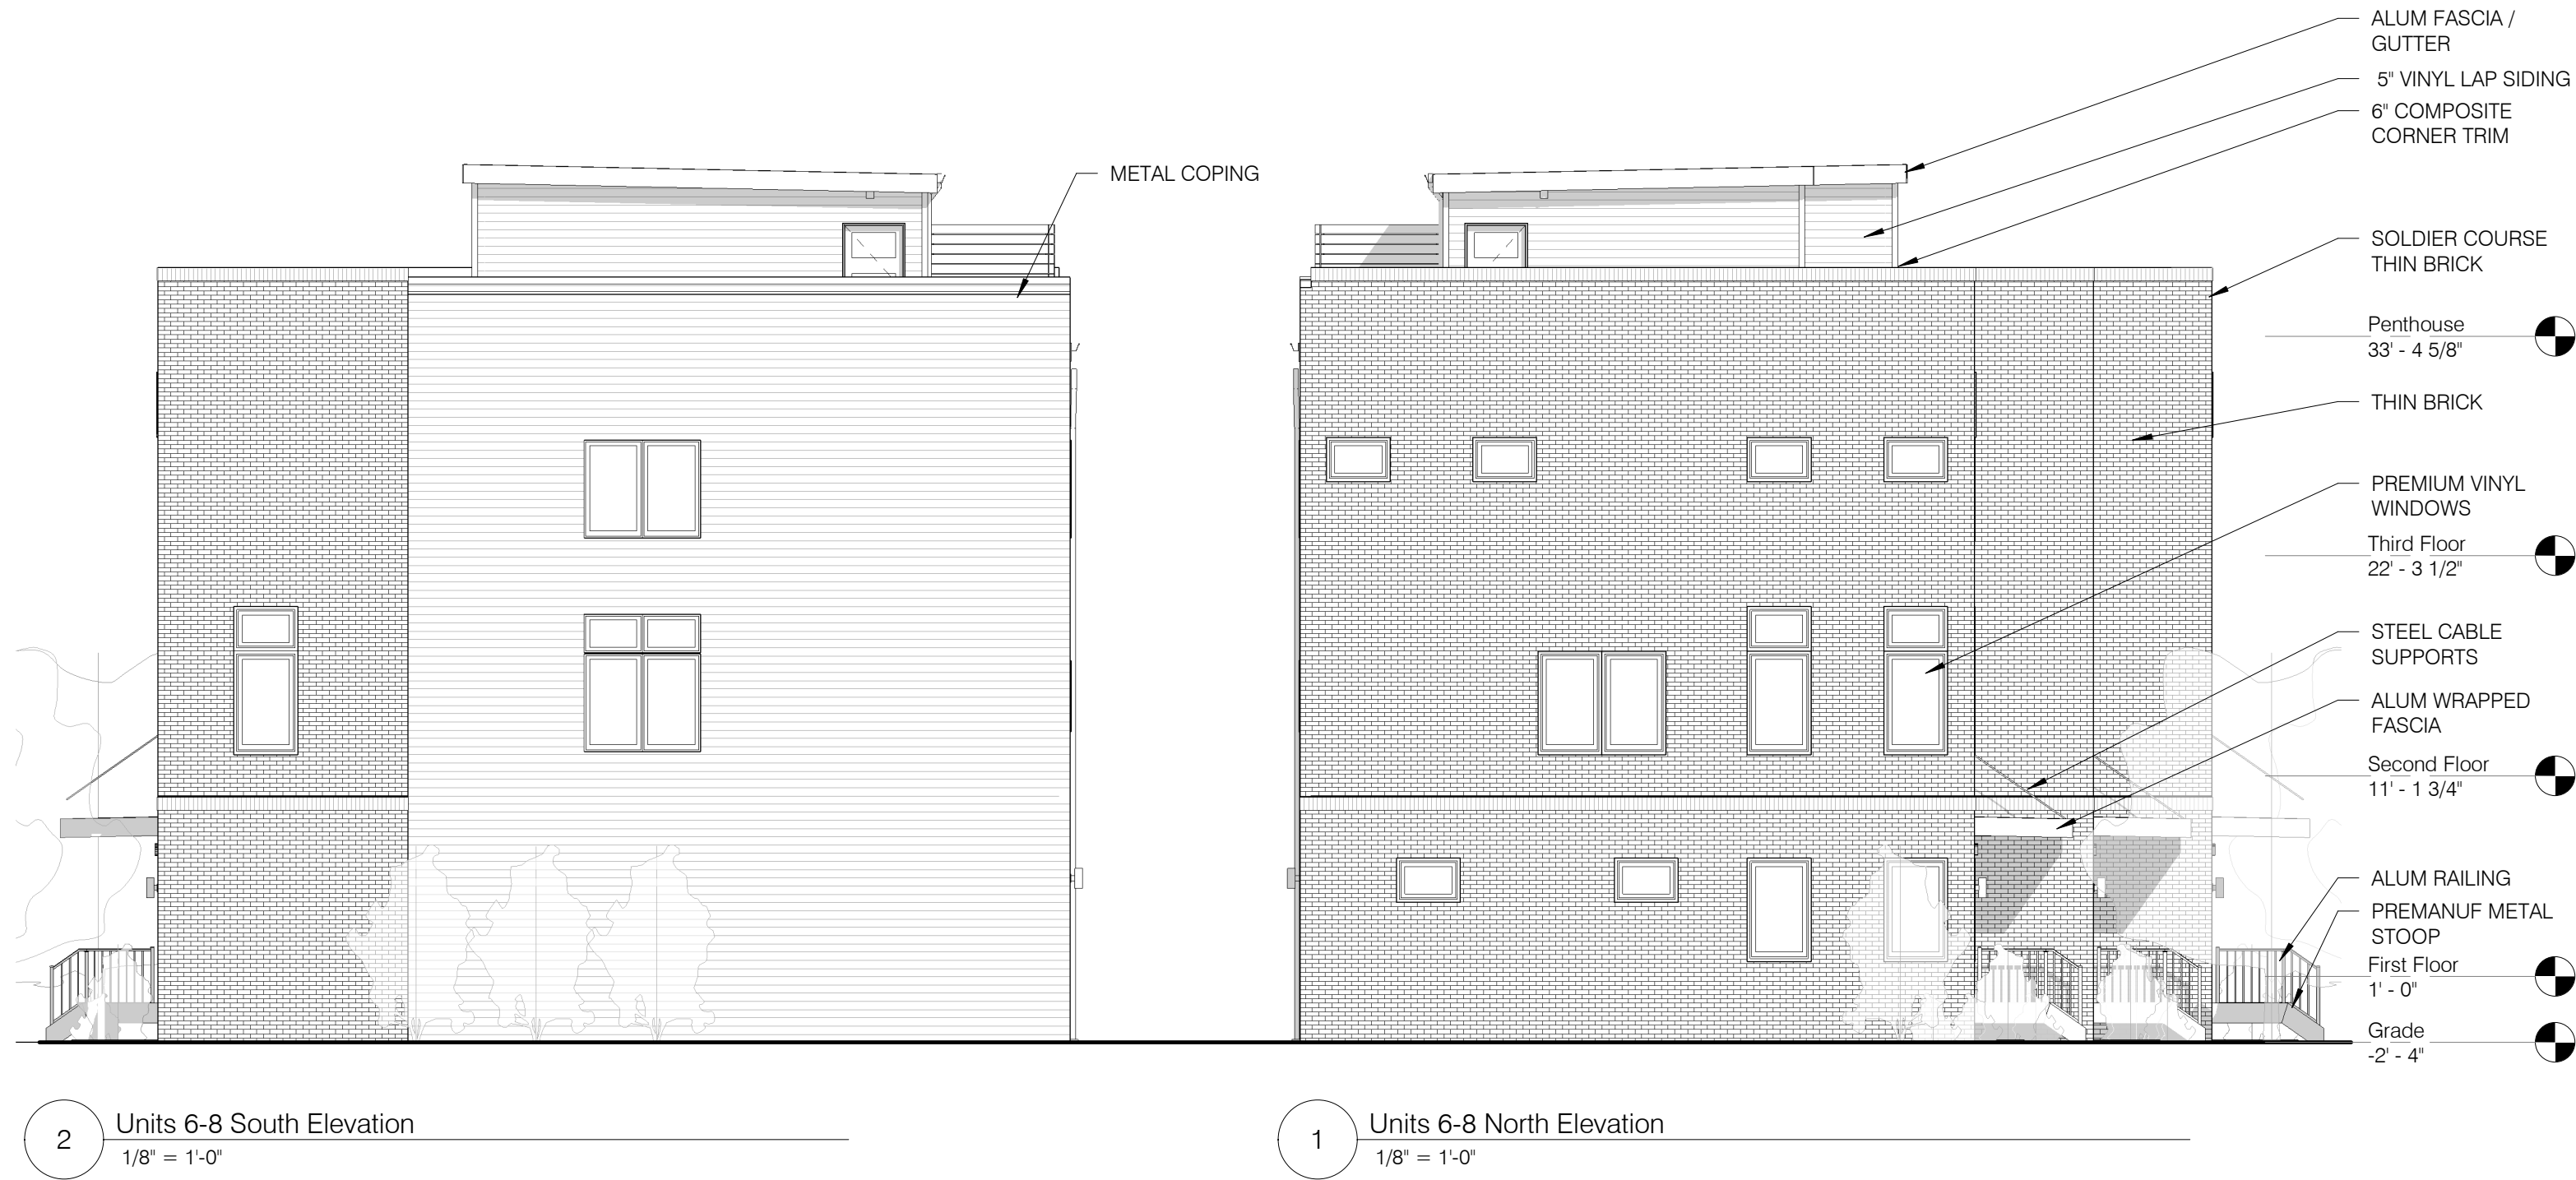 ALUM FASCIA /
GUTTER
5" VINYL LAP SIDING
6" COMPOSITE
CORNER TRIM
METAL COPING
SOLDIER COURSE
THIN BRICK
Penthouse
33' - 4 5/8"
THIN BRICK
PREMIUM VINYL
WINDOWS
Third Floor
22' - 3 1/2"
STEEL CABLE
SUPPORTS
ALUM WRAPPED
FASCIA
Second Floor
11' - 1 3/4"
ALUM RAILING
PREMANUF METAL
STOOP
First Floor
1' - 0"
Grade
-2' - 4"
2
Units 6-8 South Elevation
1/8" = 1'-0"
1
Units 6-8 North Elevation
1/8" = 1'-0"